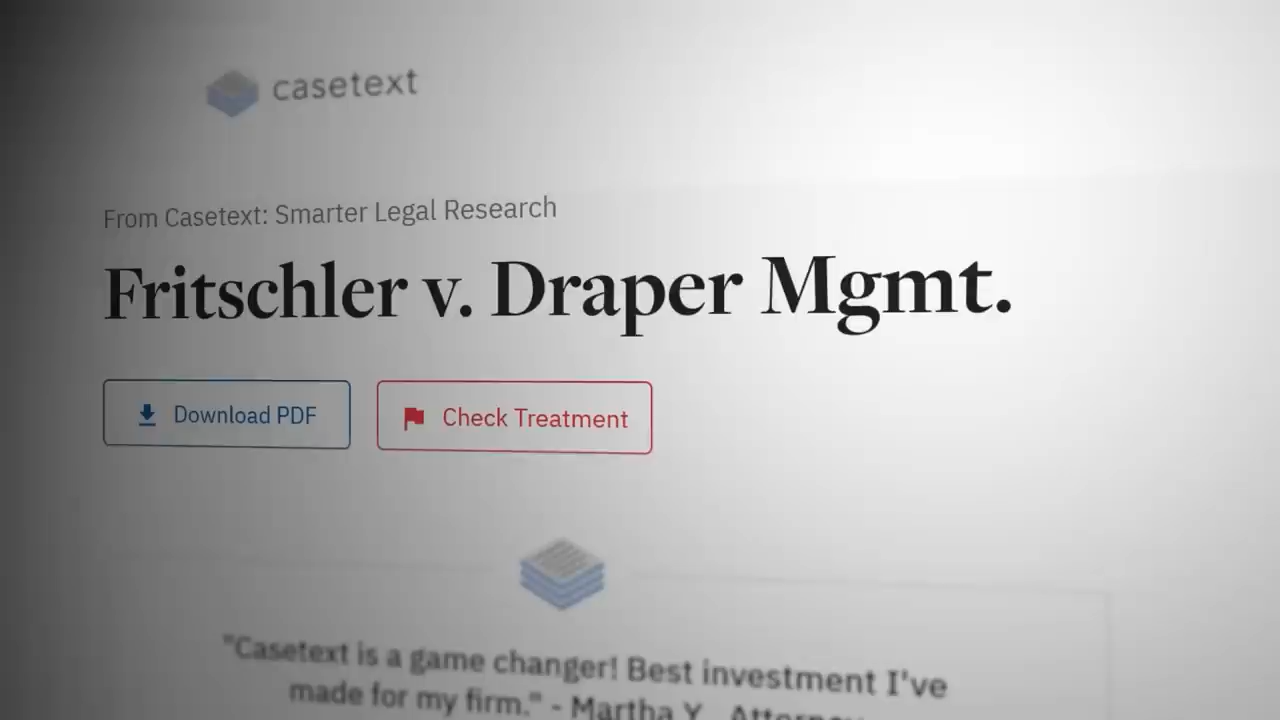 casetext
From Casetext: Smarter Legal Research
Fritschler v. Draper Mgmt.
Download PDF
Check Treatment
"Casetext is a game changer! Best investment I've
made for my firm." - Martha Y., Attorney